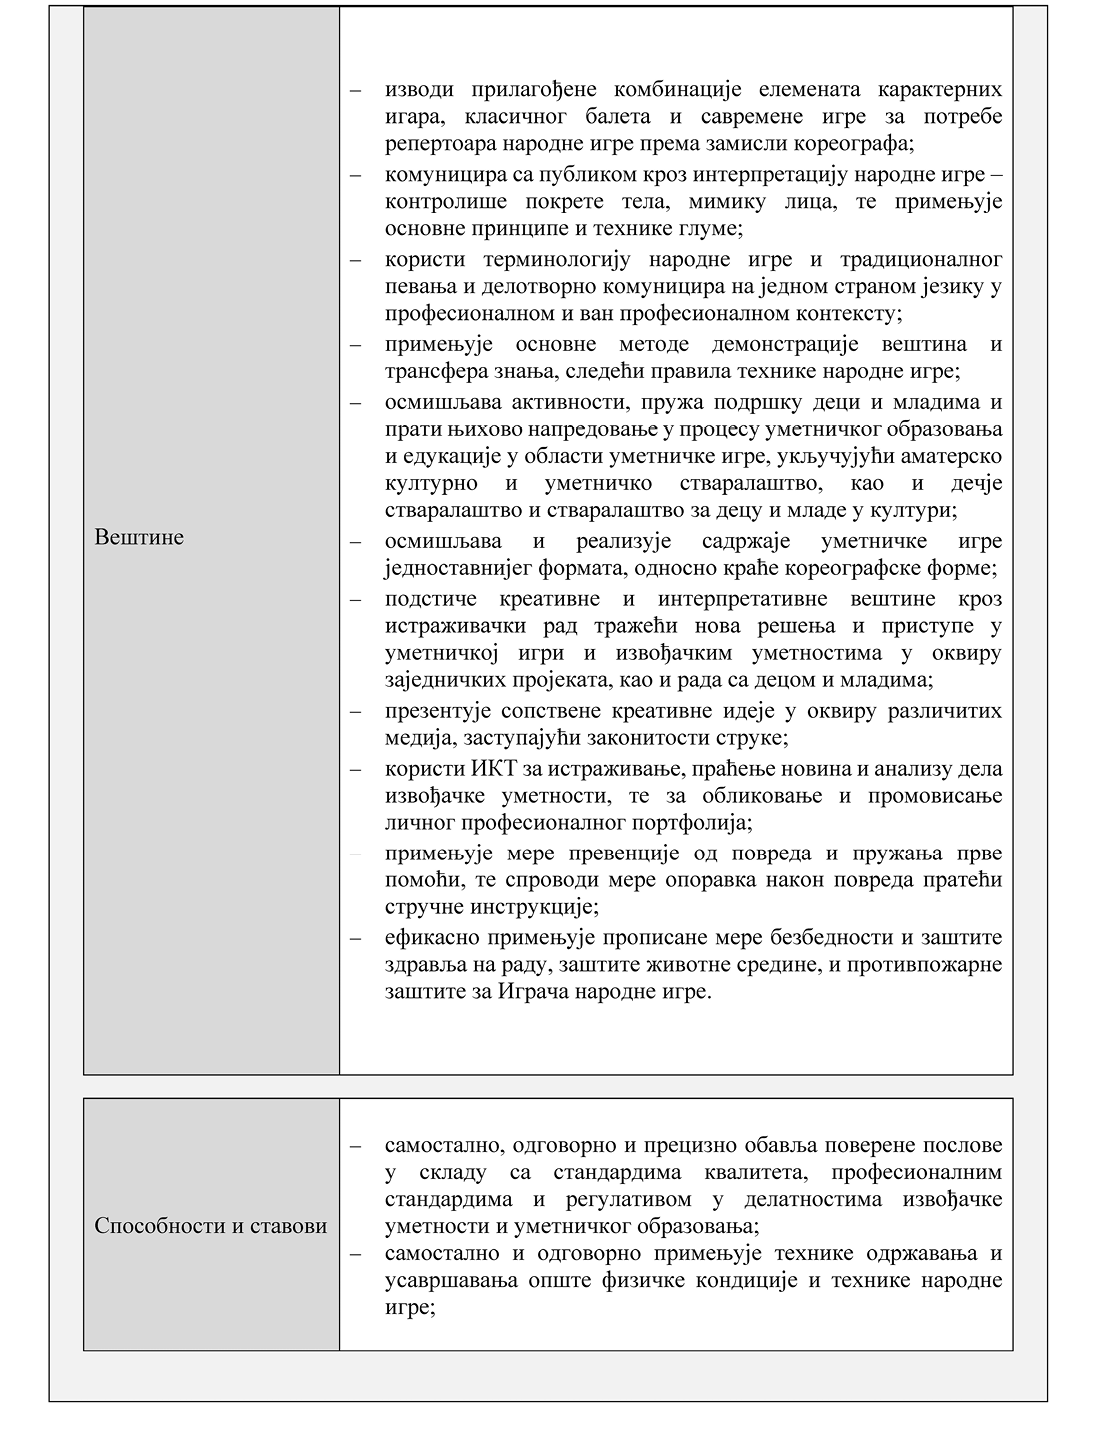 – изводи прилагођене комбинације елемената карактерних
игара, класичног балета и савремене игре за потребе
репертоара народне игре према замисли кореографа;
– комуницира са публиком кроз интерпретацију народне игре –
контролише покрете тела, мимику лица, те примењује
основне принципе и технике глуме;
– користи терминологију народне игре и традиционалног
певања и делотворно комуницира на једном страном језику у
професионалном и ван професионалном контексту;
– примењује основне методе демонстрације вештина и
трансфера знања, следећи правила технике народне игре;
– осмишљава активности, пружа подршку деци и младима и
прати њихово напредовање у процесу уметничког образовања
и едукације у области уметничке игре, укључујући аматерско
културно и уметничко стваралаштво, као и дечје
стваралаштво и стваралаштво за децу и младе у култури;
Вештине
– осмишљава и реализује садржаје уметничке игре
једноставнијег формата, односно краће кореографске форме;
– подстиче креативне и интерпретативне вештине кроз
истраживачки рад тражећи нова решења и приступе у
уметничкој игри и извођачким уметностима у оквиру
заједничких пројеката, као и рада са децом и младима;
– презентује сопствене креативне идеје у оквиру различитих
медија, заступајући законитости струке;
– користи ИКТ за истраживање, праћење новина и анализу дела
извођачке уметности, те за обликовање и промовисање
личног професионалног портфолија;
– примењује мере превенције од повреда и пружања прве
помоћи, те спроводи мере опоравка након повреда пратећи
стручне инструкције;
– ефикасно примењује прописане мере безбедности и заштите
здравља на раду, заштите животне средине, и противпожарне
заштите за Играча народне игре.
– самостално, одговорно и прецизно обавља поверене послове
у складу са стандардима квалитета, професионалним
стандардима и регулативом у делатностима извођачке
уметности и уметничког образовања;
Способности и ставови
– самостално и одговорно примењује технике одржавања и
усавршавања опште физичке кондиције и технике народне
игре;